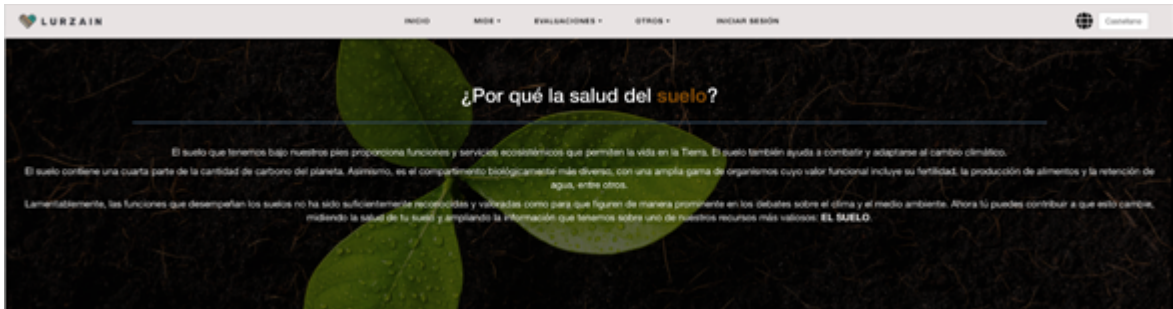 LURZAIN
INICIO MIDE EVALUACIONES OTROS INICIAR SESIÓN
Castellano
¿Por qué la salud del suelo?
El suelo que tenemos bajo nuestros pies proporciona funciones y servicios ecosistémicos que permiten la vida en la Tierra. El suelo también ayuda a combatir y adaptarse al cambio climático.
El suelo contiene una cuarta parte de la cantidad de carbono del planeta. Asimismo, es el compartimento biológicamente más diverso, con una amplia gama de organismos cuyo valor funcional incluye su fertilidad, la producción de alimentos y la retención de
agua, entre otros.
Lamentablemente, las funciones que desempeñan los suelos no ha sido suficientemente reconocidas y valoradas como para que figuren de manera prominente en los debates sobre el clima y el medio ambiente. Ahora tú puedes contribuir a que esto cambie,
midiendo la salud de tu suelo y ampliando la información que tenemos sobre uno de nuestros recursos más valiosos: EL SUELO.